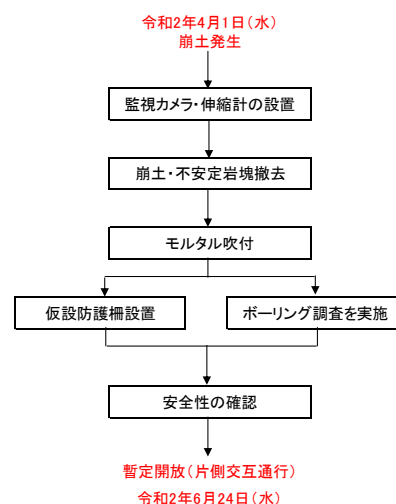 令和2年4月1日(水)
崩土発生
監視カメラ・伸縮計の設置
崩土・不安定岩塊撤去
モルタル吹付
仮設防護柵設置
ボーリング調査を実施
安全性の確認
暫定開放(片側交互通行)
令和2年6月24日(水)